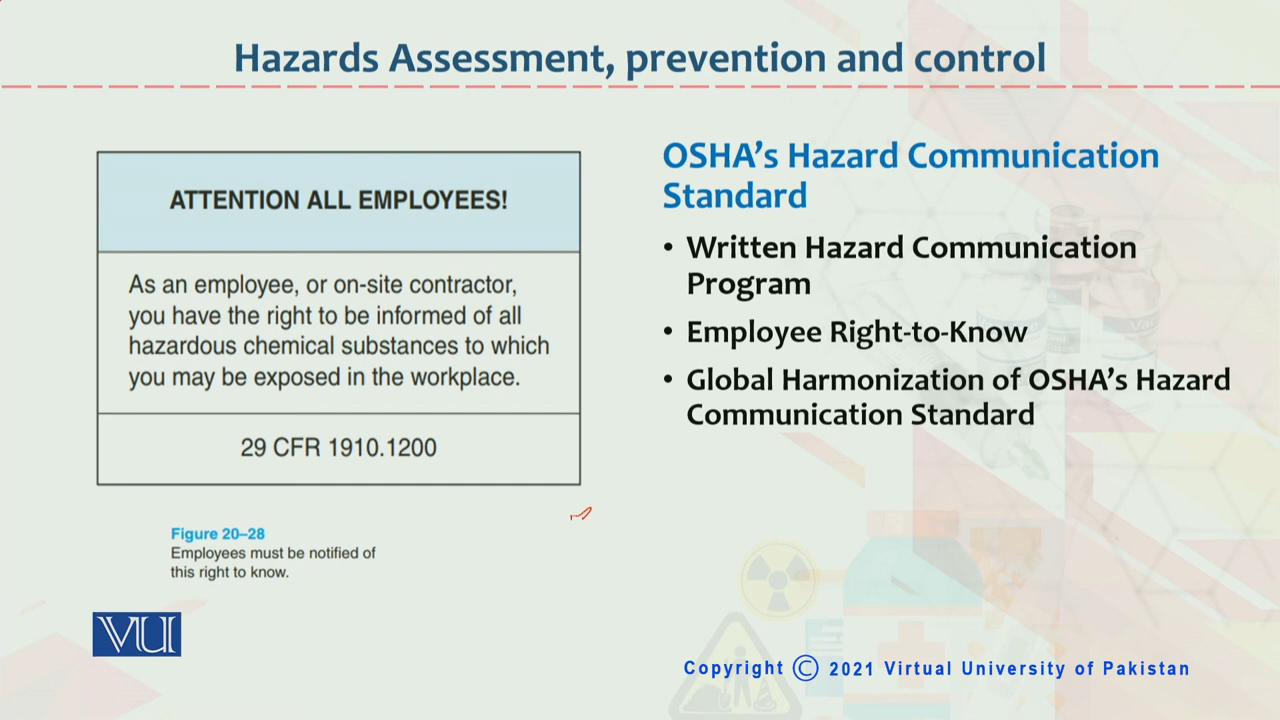 Hazards Assessment, prevention and control
ATTENTION ALL EMPLOYEES!
As an employee, or on-site contractor,
you have the right to be informed of all
hazardous chemical substances to which
you may be exposed in the workplace.
29 CFR 1910.1200
Figure 20–28
Employees must be notified of
this right to know.
VU
OSHA’s Hazard Communication
Standard
• Written Hazard Communication
Program
• Employee Right-to-Know
• Global Harmonization of OSHA’s Hazard
Communication Standard
Copyright © 2021 Virtual University of Pakistan